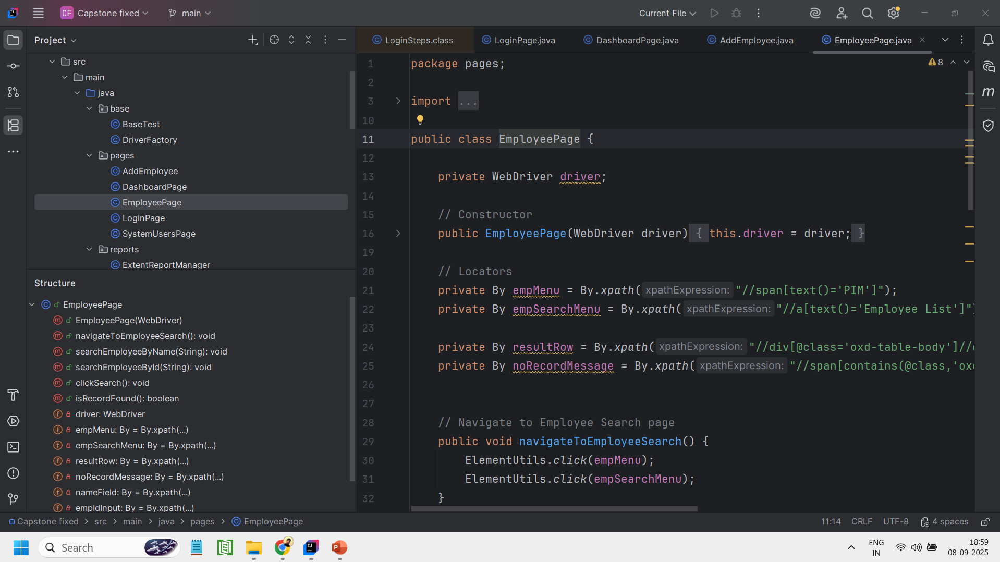 CF Capstone fixed
main
Current File
Project
src
main
java
base
BaseTest
DriverFactory
pages
AddEmployee
DashboardPage
EmployeePage
LoginPage
SystemUsersPage
reports
ExtentReportManager
Structure
EmployeePage
EmployeePage(WebDriver)
navigateToEmployeeSearch(): void
searchEmployeeByName(String): void
searchEmployeeById(String): void
clickSearch(): void
isRecordFound(): boolean
driver: WebDriver
empMenu: By = By.xpath(...)
empSearchMenu: By = By.xpath(...)
resultRow: By = By.xpath(...)
noRecordMessage: By = By.xpath(...)
nameField: By = By.xpath(...)
empIdInput: By = By.xpath(...)
LoginSteps.class LoginPage.java DashboardPage.java AddEmployee.java EmployeePage.java
8
1 package pages;
2
3 import ...
10
11 public class EmployeePage {
12
13 private WebDriver driver;
14
15 // Constructor
16 public EmployeePage(WebDriver driver) { this.driver = driver; }
19
20 // Locators
21 private By empMenu = By.xpath( xpathExpression: "//span[text()='PIM']");
22 private By empSearchMenu = By.xpath( xpathExpression: "//a[text()='Employee List']"
23
24 private By resultRow = By.xpath( xpathExpression: "//div[@class='oxd-table-body']//
25 private By noRecordMessage = By.xpath( xpathExpression: "//span[contains(@class,'oxd
26
27
28 // Navigate to Employee Search page
29 public void navigateToEmployeeSearch() {
30 ElementUtils.click(empMenu);
31 ElementUtils.click(empSearchMenu);
32 }
Capstone fixed > src > main > java > pages > EmployeePage
11:14 CRLF UTF-8 4 spaces
Search
ENG
IN
18:59
08-09-2025